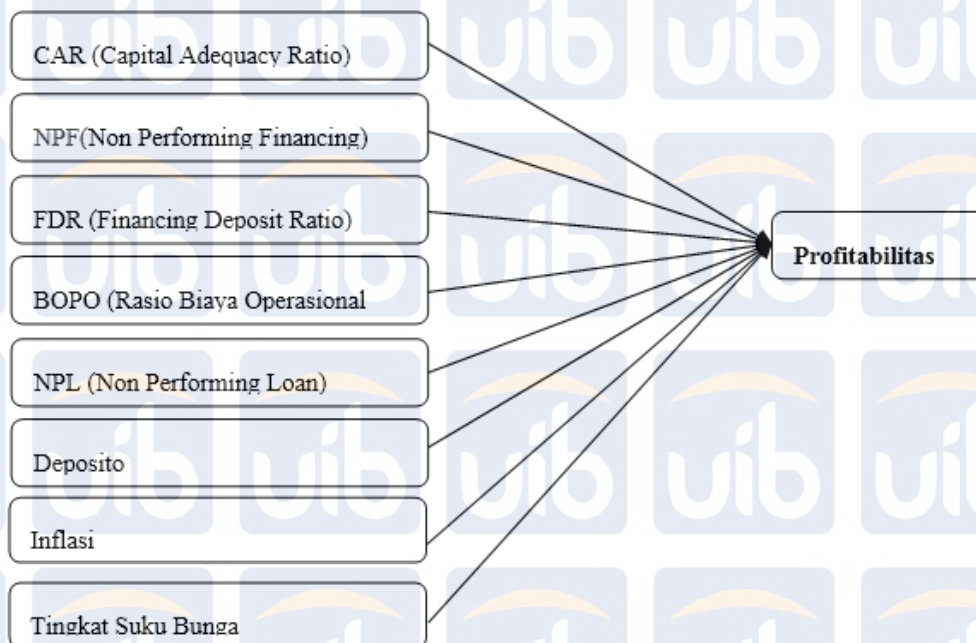 CAR (Capital Adequacy Ratio)
NPF(Non Performing Financing)
FDR (Financing Deposit Ratio)
BOPO (Rasio Biaya Operasional
NPL (Non Performing Loan)
Deposito
Inflasi
Tingkat Suku Bunga
Profitabilitas
uib